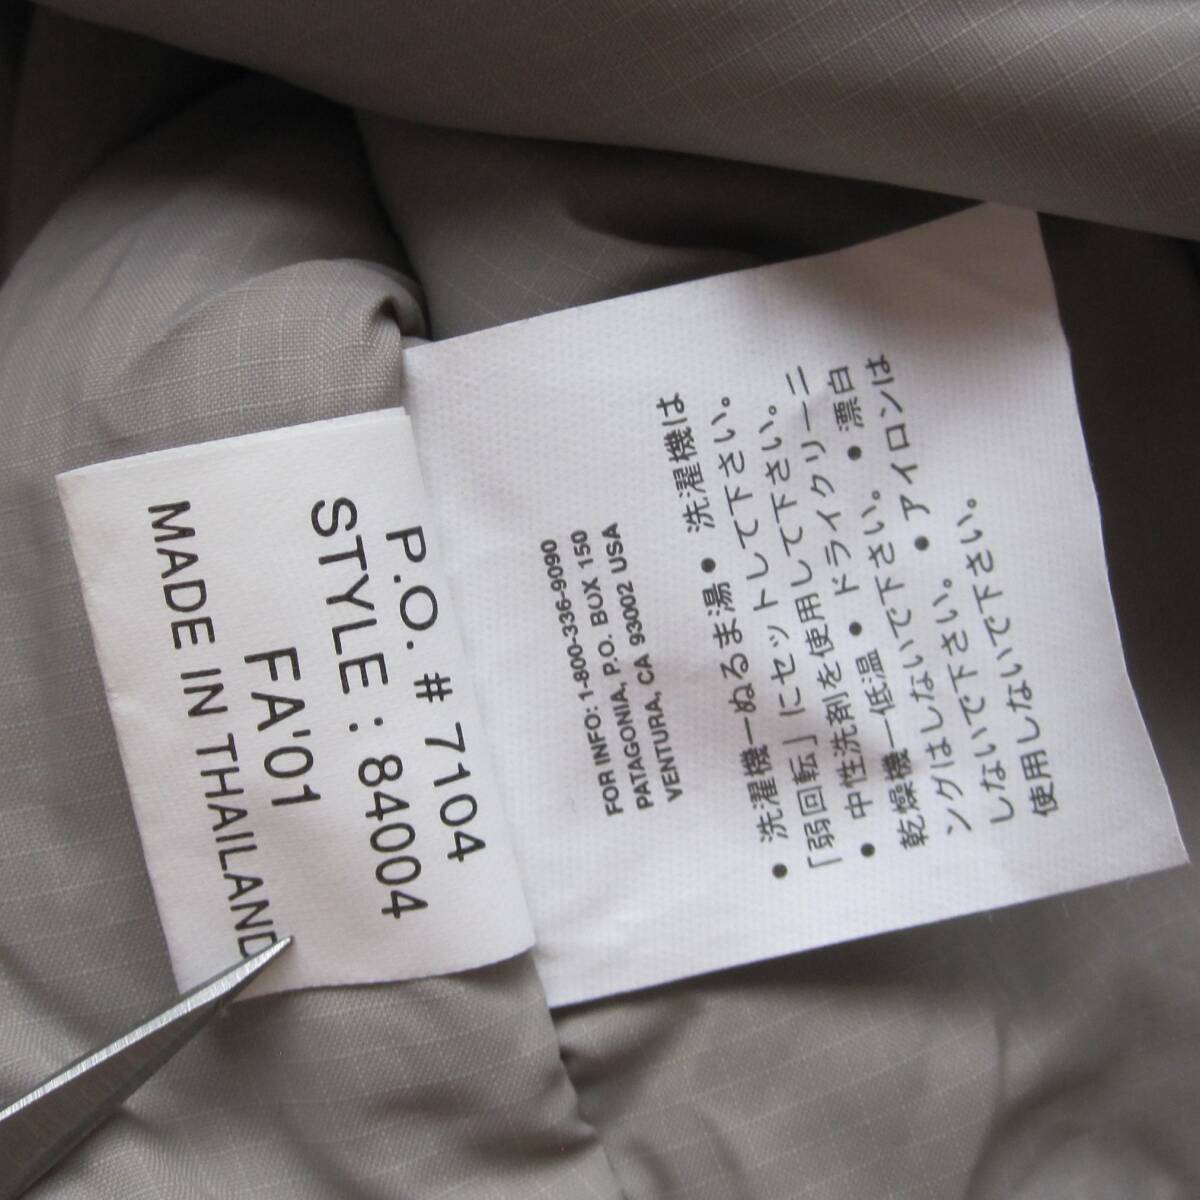 P.O. # 7104
STYLE : 84004
FA'01
MADE IN THAILAND
FOR INFO: 1-800-336-9090
PATAGONIA, P.O. BOX 150
VENTURA, CA 93002 USA
● 洗濯機ーぬるま湯 ● 洗濯機は
「弱回転」にセットして下さい。
● 中性洗剤を使用して下さい。
乾燥機ー低温 ● ドライクリーニ
ングはしないで下さい。 ● 漂白
しないで下さい。 ● アイロンは
使用しないで下さい。